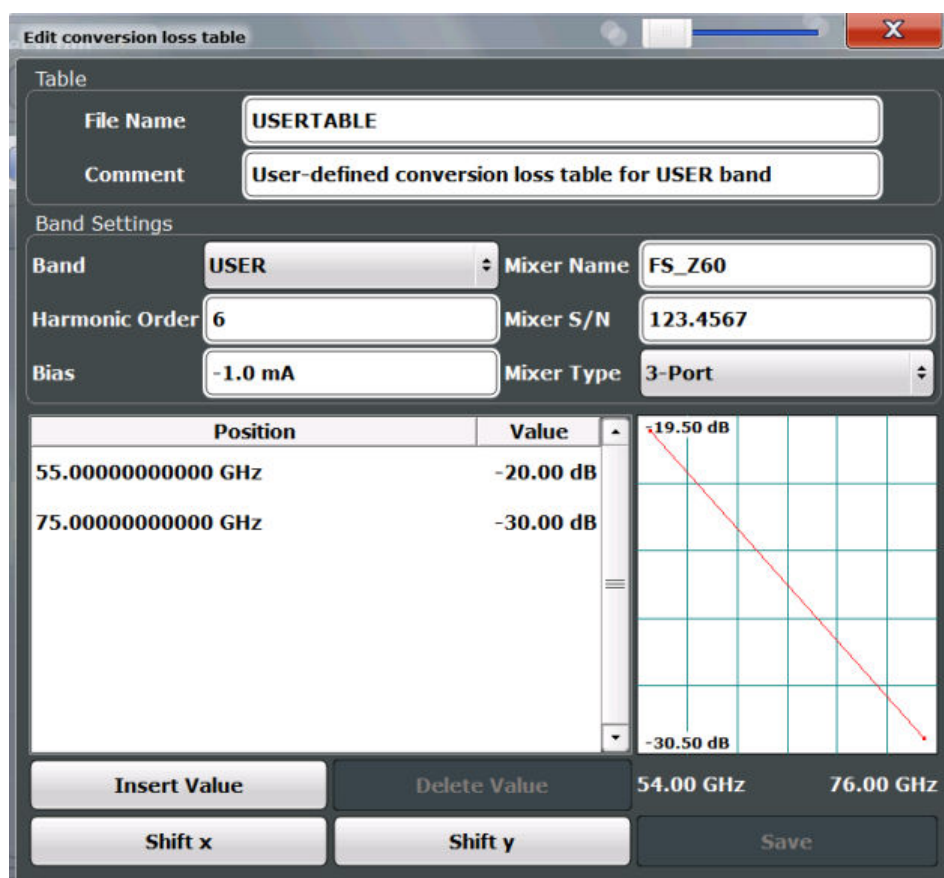 Edit conversion loss table
X
Table
File Name USERTABLE
Comment User-defined conversion loss table for USER band
Band Settings
Band USER Mixer Name FS_Z60
Harmonic Order 6 Mixer S/N 123.4567
Bias -1.0 mA Mixer Type 3-Port
Position Value
55.00000000000 GHz -20.00 dB
75.00000000000 GHz -30.00 dB
-19.50 dB
-30.50 dB
54.00 GHz 76.00 GHz
Insert Value Delete Value
Shift x Shift y Save